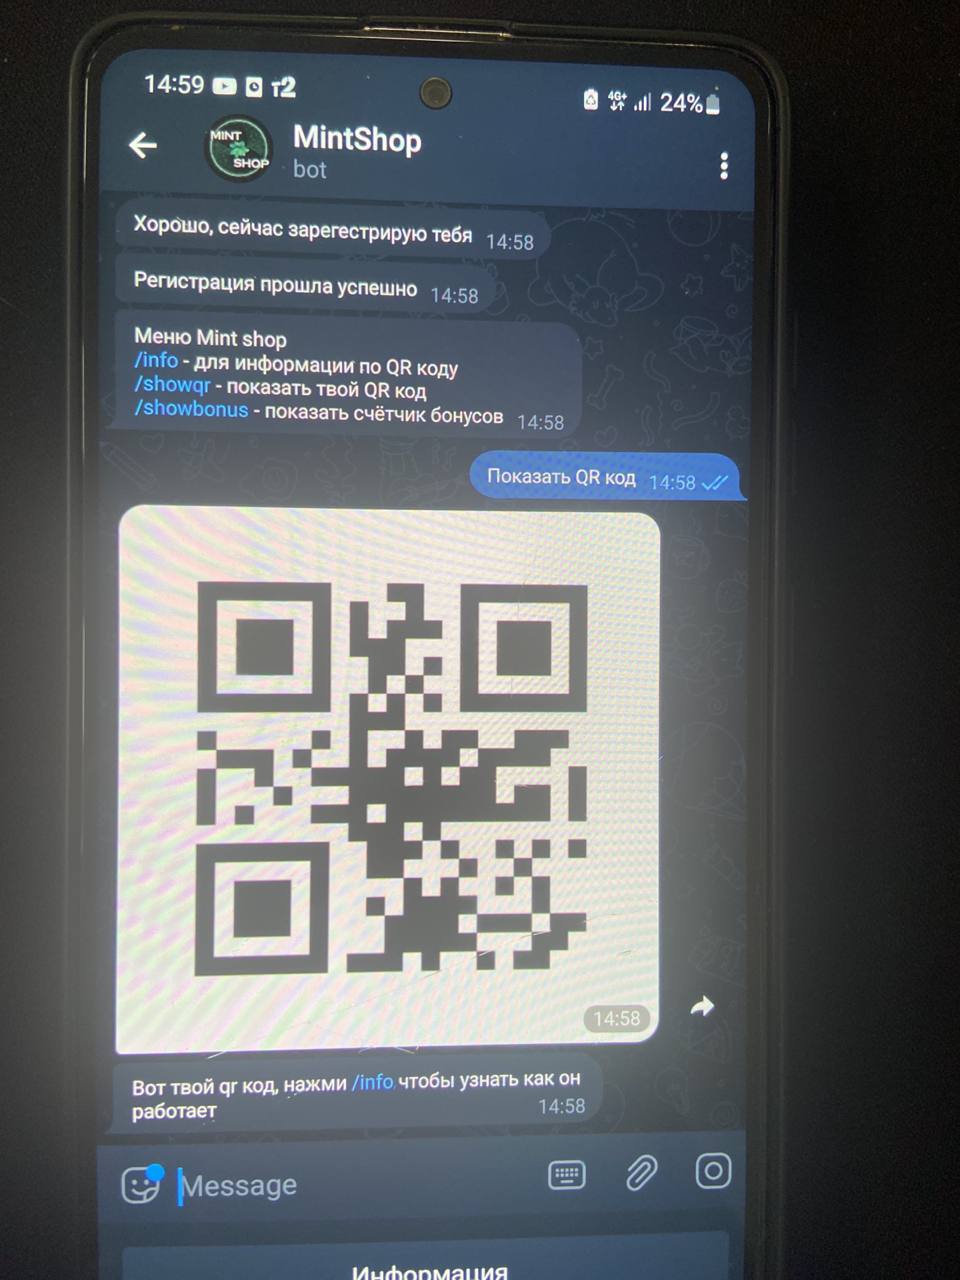 14:59 т2 4G+ 24%
MINT
SHOP
MintShop
bot
Хорошо, сейчас зарегестрирую тебя 14:58
Регистрация прошла успешно 14:58
Меню Mint shop
/info - для информации по QR коду
/showqr - показать твой QR код
/showbonus - показать счётчик бонусов 14:58
Показать QR код 14:58
14:58
Вот твой qr код, нажми /info чтобы узнать как он
работает 14:58
Message
Информация